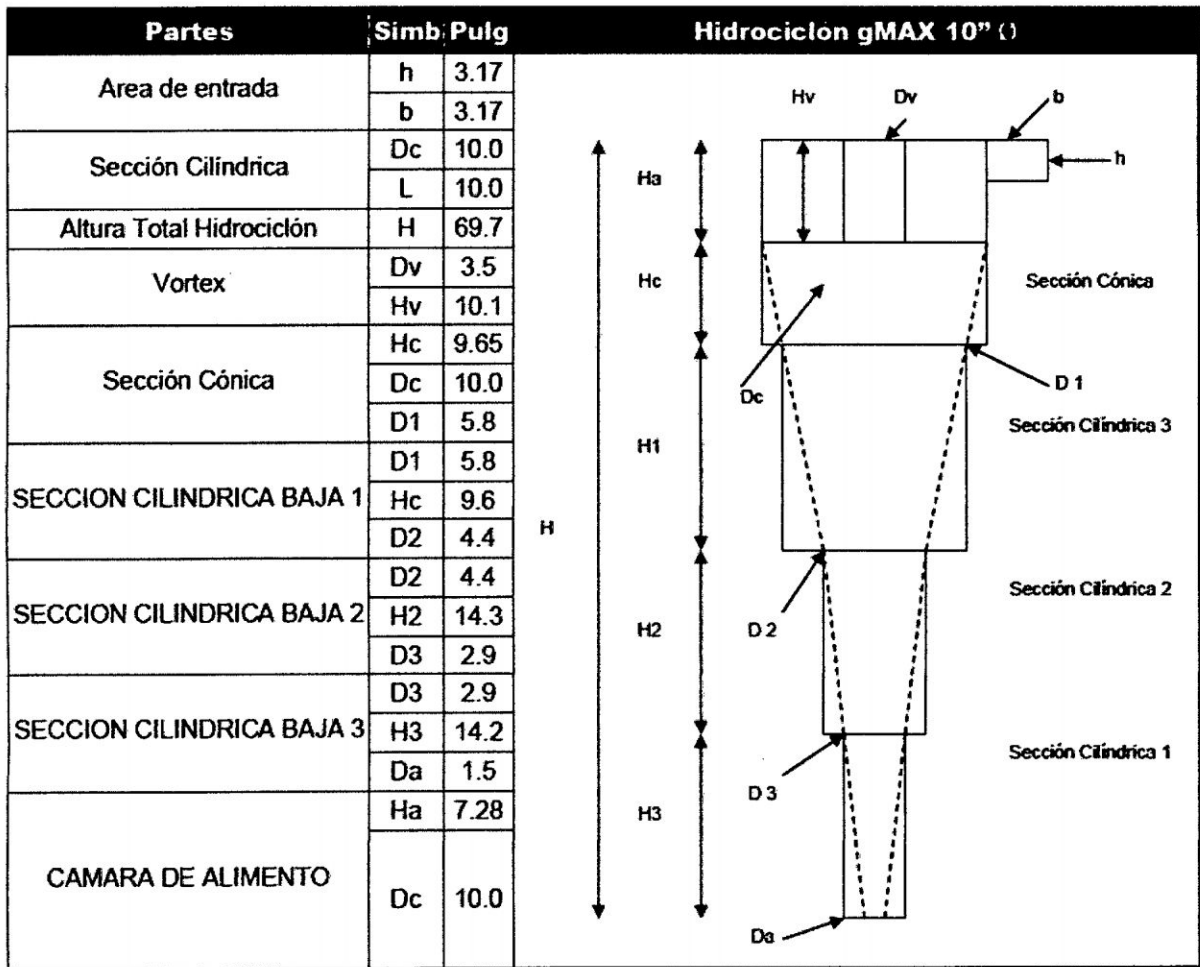 Partes Simb Pulg Hidrociclón gMAX 10" ()
Area de entrada
h 3.17
b 3.17
Sección Cilíndrica
Dc 10.0
L 10.0
Altura Total Hidrociclón H 69.7
Vortex
Dv 3.5
Hv 10.1
Sección Cónica
Hc 9.65
Dc 10.0
D1 5.8
SECCION CILINDRICA BAJA 1
D1 5.8
Hc 9.6
D2 4.4
SECCION CILINDRICA BAJA 2
D2 4.4
H2 14.3
D3 2.9
SECCION CILINDRICA BAJA 3
D3 2.9
H3 14.2
Da 1.5
CAMARA DE ALIMENTO
Ha 7.28
Dc 10.0
Hv Dv b
Ha h
Hc Sección Cónica
Dc D 1
H1 Sección Cilíndrica 3
H
Sección Cilíndrica 2
H2 D 2
Sección Cilíndrica 1
H3 D 3
Da